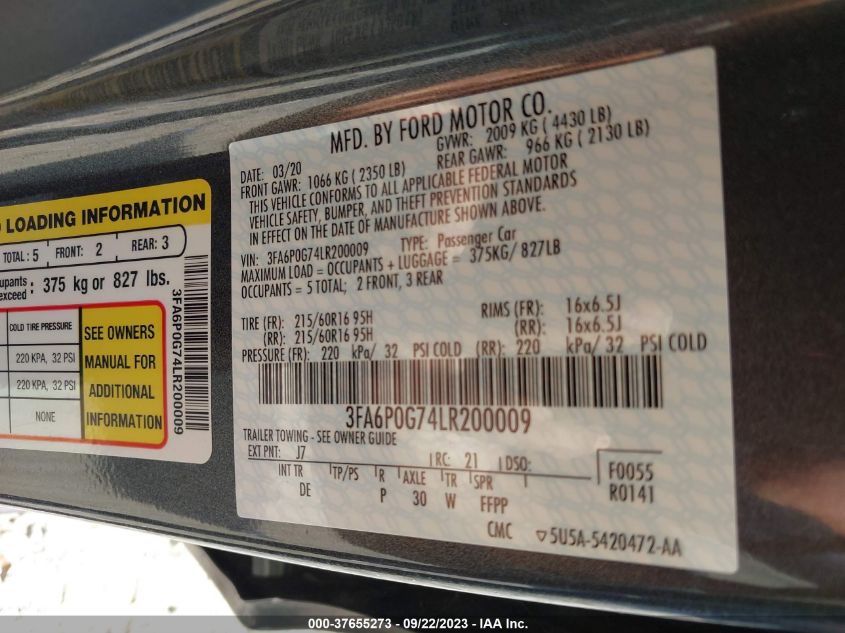 LOADING INFORMATION
TOTAL : 5 FRONT: 2 REAR: 3
exceed : 375 kg or 827 lbs.
COLD TIRE PRESSURE
220 KPA, 32 PSI
220 KPA, 32 PSI
NONE
SEE OWNERS
MANUAL FOR
ADDITIONAL
INFORMATION
3FA6P0G74LR200009
MFD. BY FORD MOTOR CO.
DATE: 03/20 GVWR: 2009 KG ( 4430 LB)
FRONT GAWR: 1066 KG ( 2350 LB) REAR GAWR: 966 KG ( 2130 LB)
THIS VEHICLE CONFORMS TO ALL APPLICABLE FEDERAL MOTOR
VEHICLE SAFETY, BUMPER, AND THEFT PREVENTION STANDARDS
IN EFFECT ON THE DATE OF MANUFACTURE SHOWN ABOVE.
VIN: 3FA6P0G74LR200009 TYPE: Passenger Car
MAXIMUM LOAD = OCCUPANTS + LUGGAGE = 375KG/ 827LB
OCCUPANTS = 5 TOTAL; 2 FRONT, 3 REAR
TIRE (FR): 215/60R16 95H RIMS (FR): 16x6.5J
(RR): 215/60R16 95H (RR): 16x6.5J
PRESSURE (FR): 220 kPa/ 32 PSI COLD (RR): 220 kPa/ 32 PSI COLD
3FA6P0G74LR200009
TRAILER TOWING - SEE OWNER GUIDE
EXT PNT: J7 RC: 21 DSO: F0055
INT TR TP/PS R AXLE TR SPR R0141
DE P 30 W FFPP
CMC 5U5A-5420472-AA
000-37655273 - 09/22/2023 - IAA Inc.